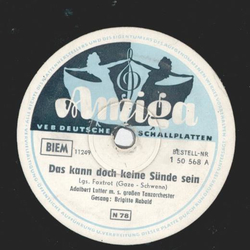 Amiga
VEB DEUTSCHE SCHALLPLATTEN
BIEM
11269
BESTELL-NR
1 50 568 A
Das kann doch keine Sünde sein
Lgs. Foxtrot (Gaze - Schwenn)
Adalbert Lutter m. s. großen Tanzorchester
Gesang: Brigitte Rabald
N 78